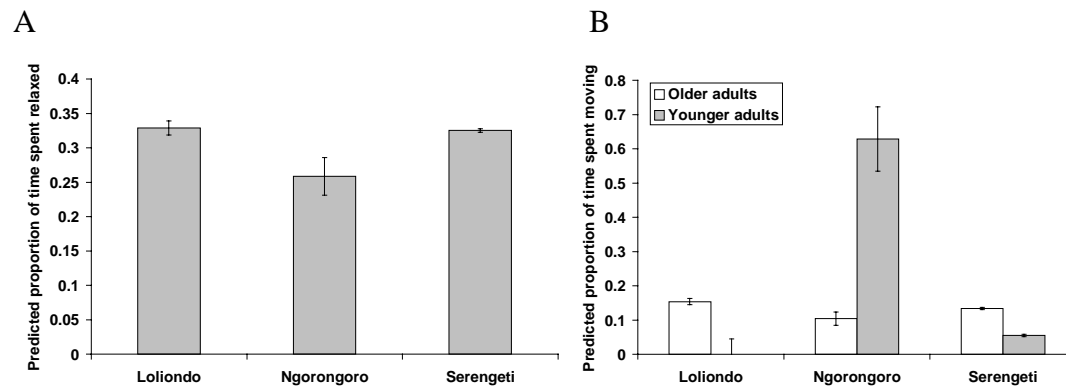 A
Predicted proportion of time spent relaxed
0.4
0.35
0.3
0.25
0.2
0.15
0.1
0.05
0
Loliondo Ngorongoro Serengeti
B
Predicted proportion of time spent moving
0.8
0.7
0.6
0.5
0.4
0.3
0.2
0.1
0
Older adults
Younger adults
Loliondo Ngorongoro Serengeti